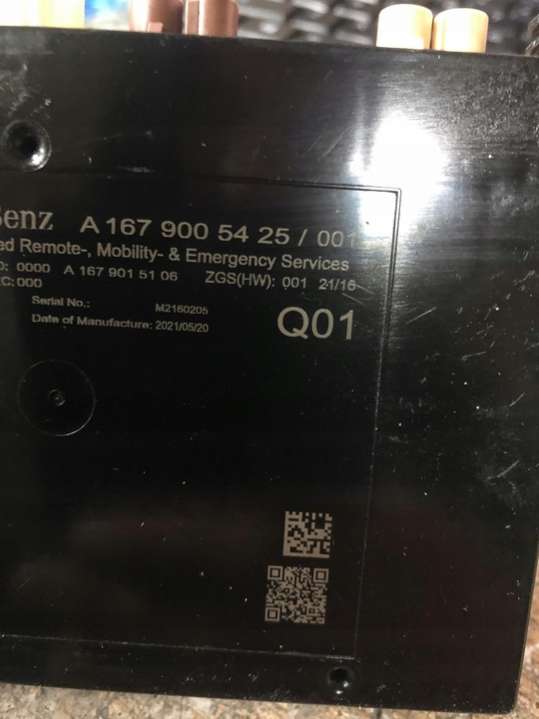 Benz A 167 900 54 25 / 001
ed Remote-, Mobility- & Emergency Services
D: 0000 A 167 901 51 06 ZGS(HW): 001 21/16
C: 000
Serial No.: M2160205
Date of Manufacture: 2021/05/20
Q01